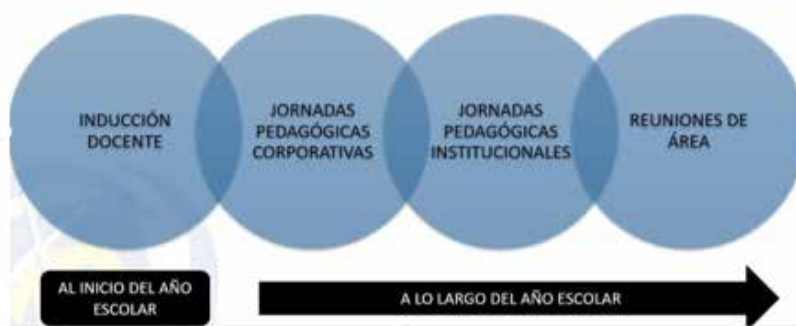 INDUCCIÓN
DOCENTE
JORNADAS
PEDAGÓGICAS
CORPORATIVAS
JORNADAS
PEDAGÓGICAS
INSTITUCIONALES
REUNIONES DE
ÁREA
AL INICIO DEL AÑO
ESCOLAR
A LO LARGO DEL AÑO ESCOLAR